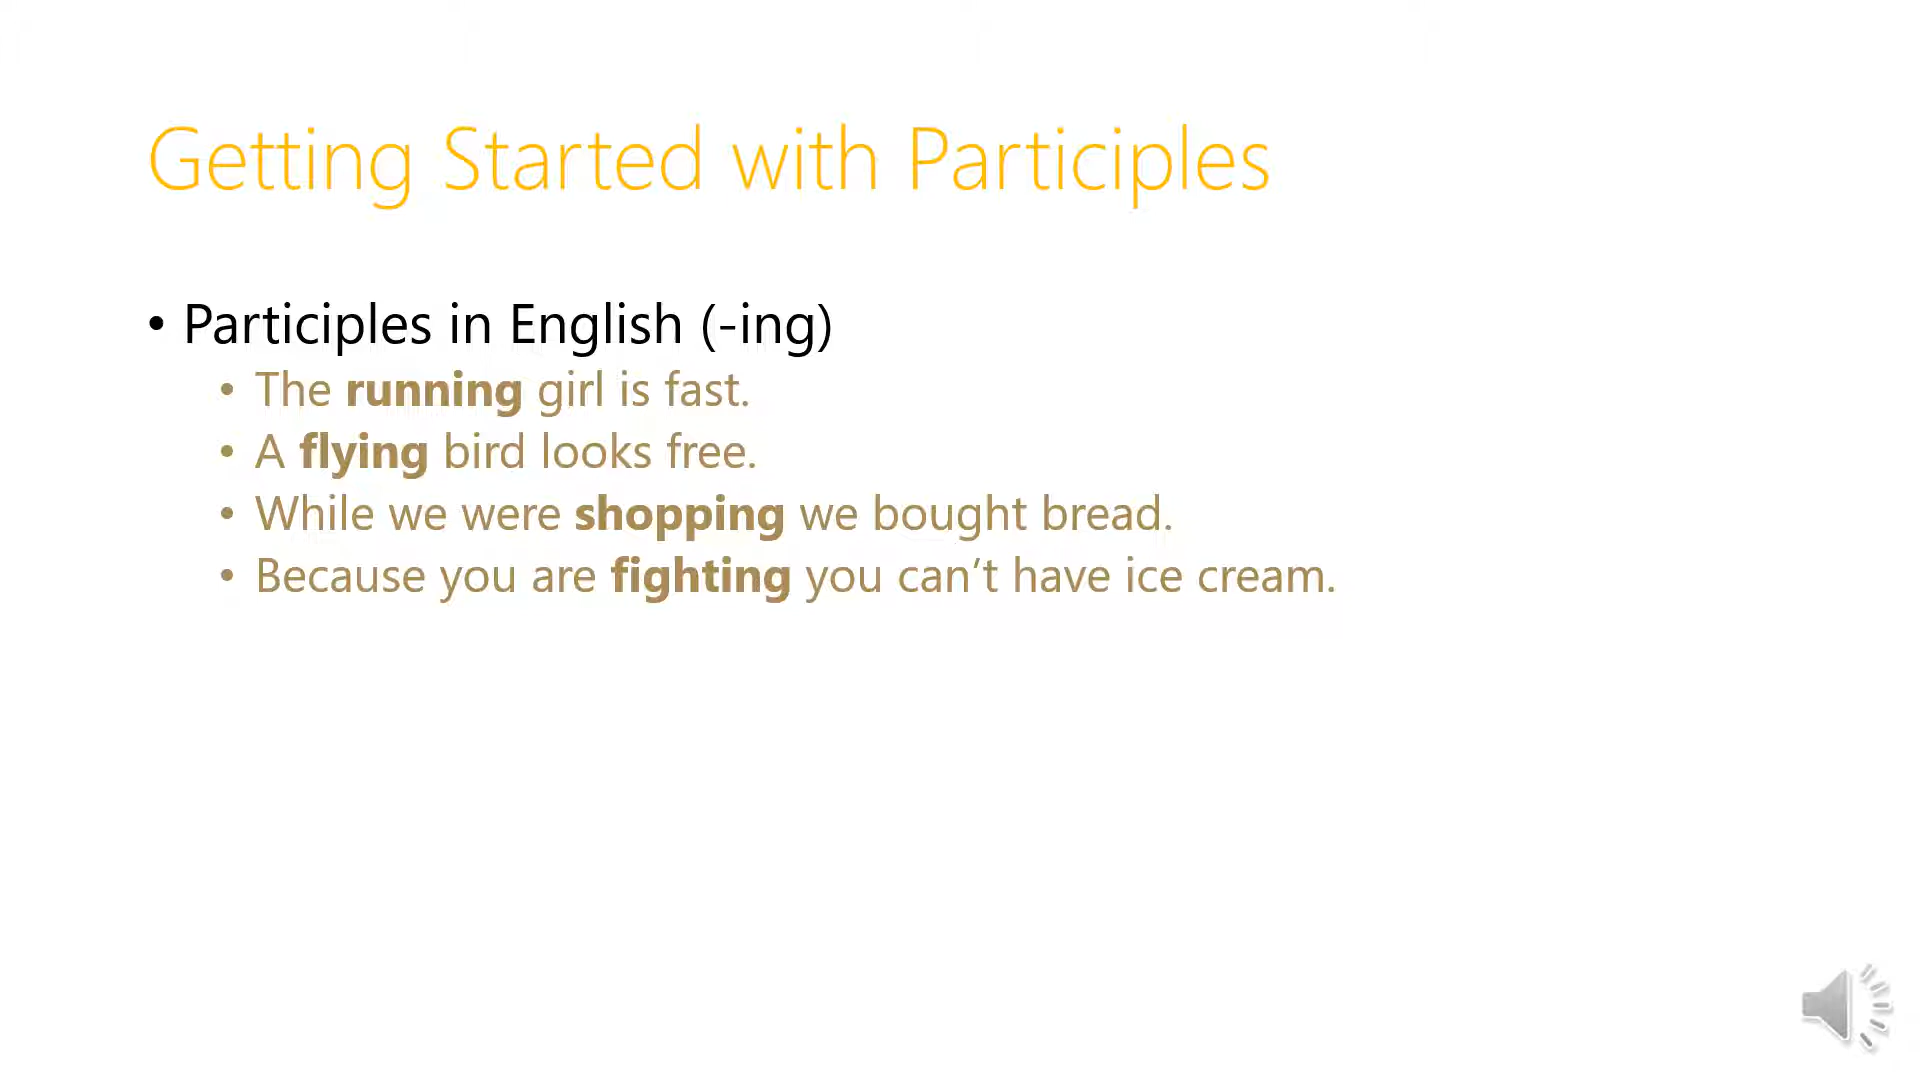 Getting Started with Participles
• Participles in English (-ing)
• The running girl is fast.
• A flying bird looks free.
• While we were shopping we bought bread.
• Because you are fighting you can’t have ice cream.